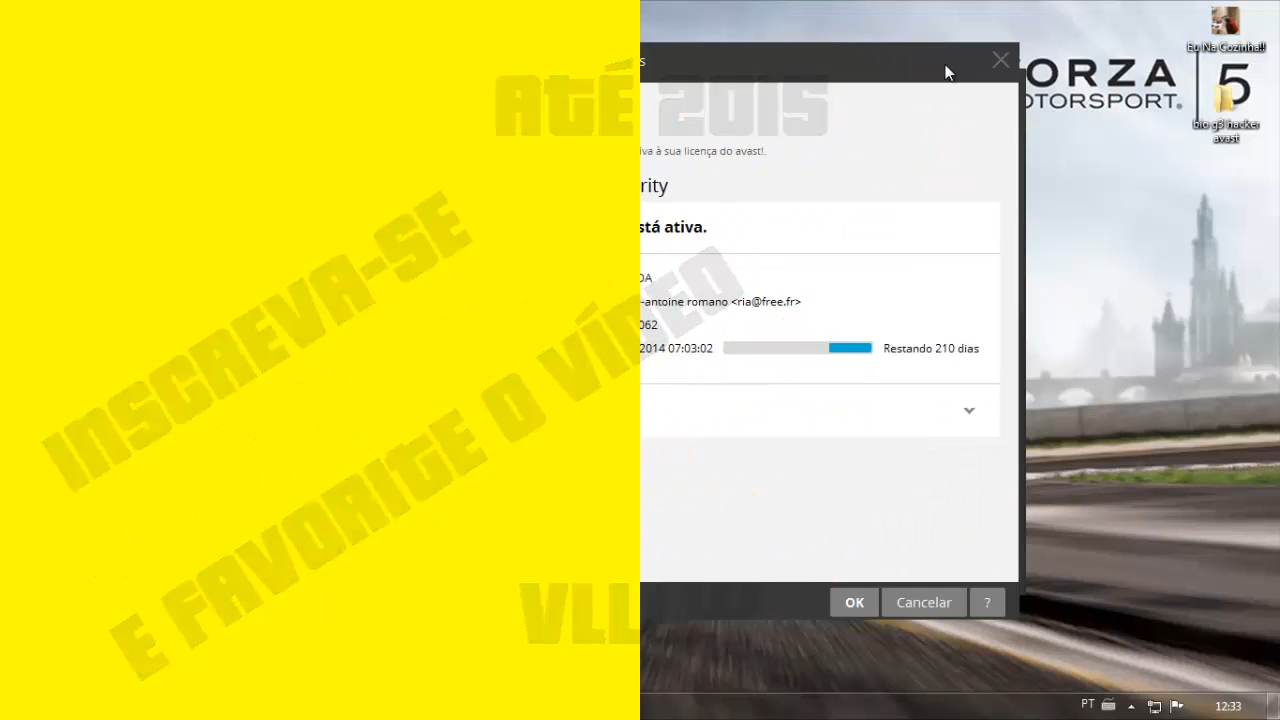 s
ATÉ 2015
iva à sua licença do avast!.
rity
stá ativa.
INSCREVA-SE
E FAVORITE O VÍDEO
DA
-antoine romano <ria@free.fr>
062
2014 07:03:02
Restando 210 dias
VLL
OK
Cancelar
?
Eu Na Cozinha!!
ORZA
OTORSPORT®
5
bio g3 hacker
avast
PT
12:33